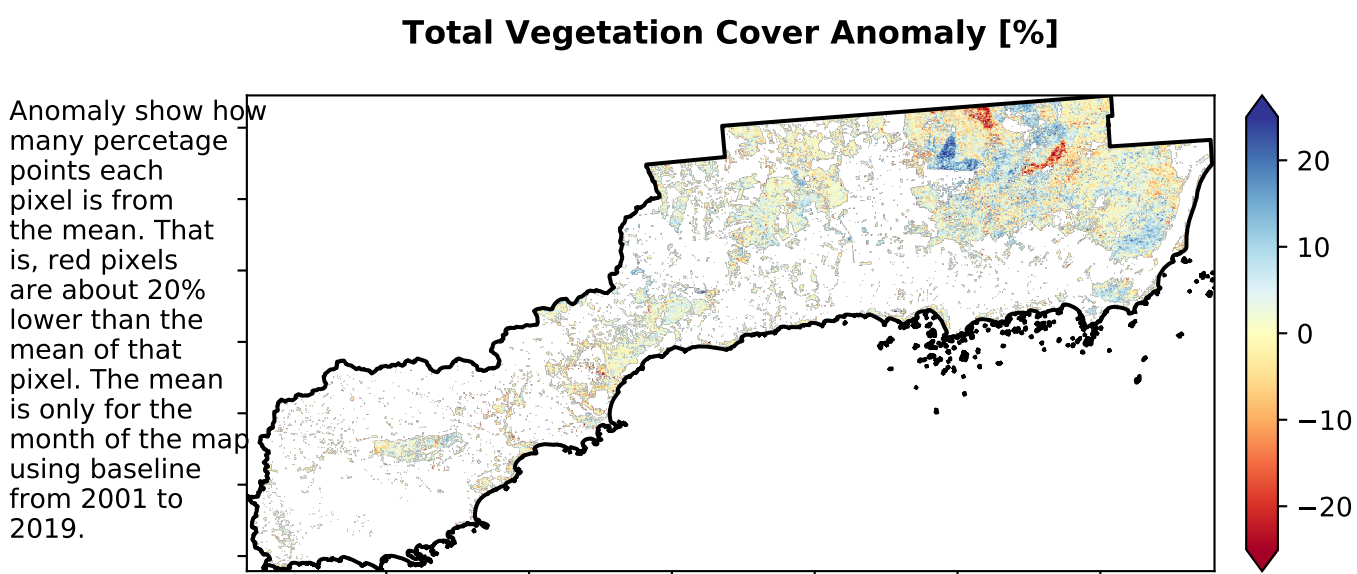 Total Vegetation Cover Anomaly [%]
Anomaly show how
many percetage
points each
pixel is from
the mean. That
is, red pixels
are about 20%
lower than the
mean of that
pixel. The mean
is only for the
month of the map
using baseline
from 2001 to
2019.
20
10
0
−10
−20